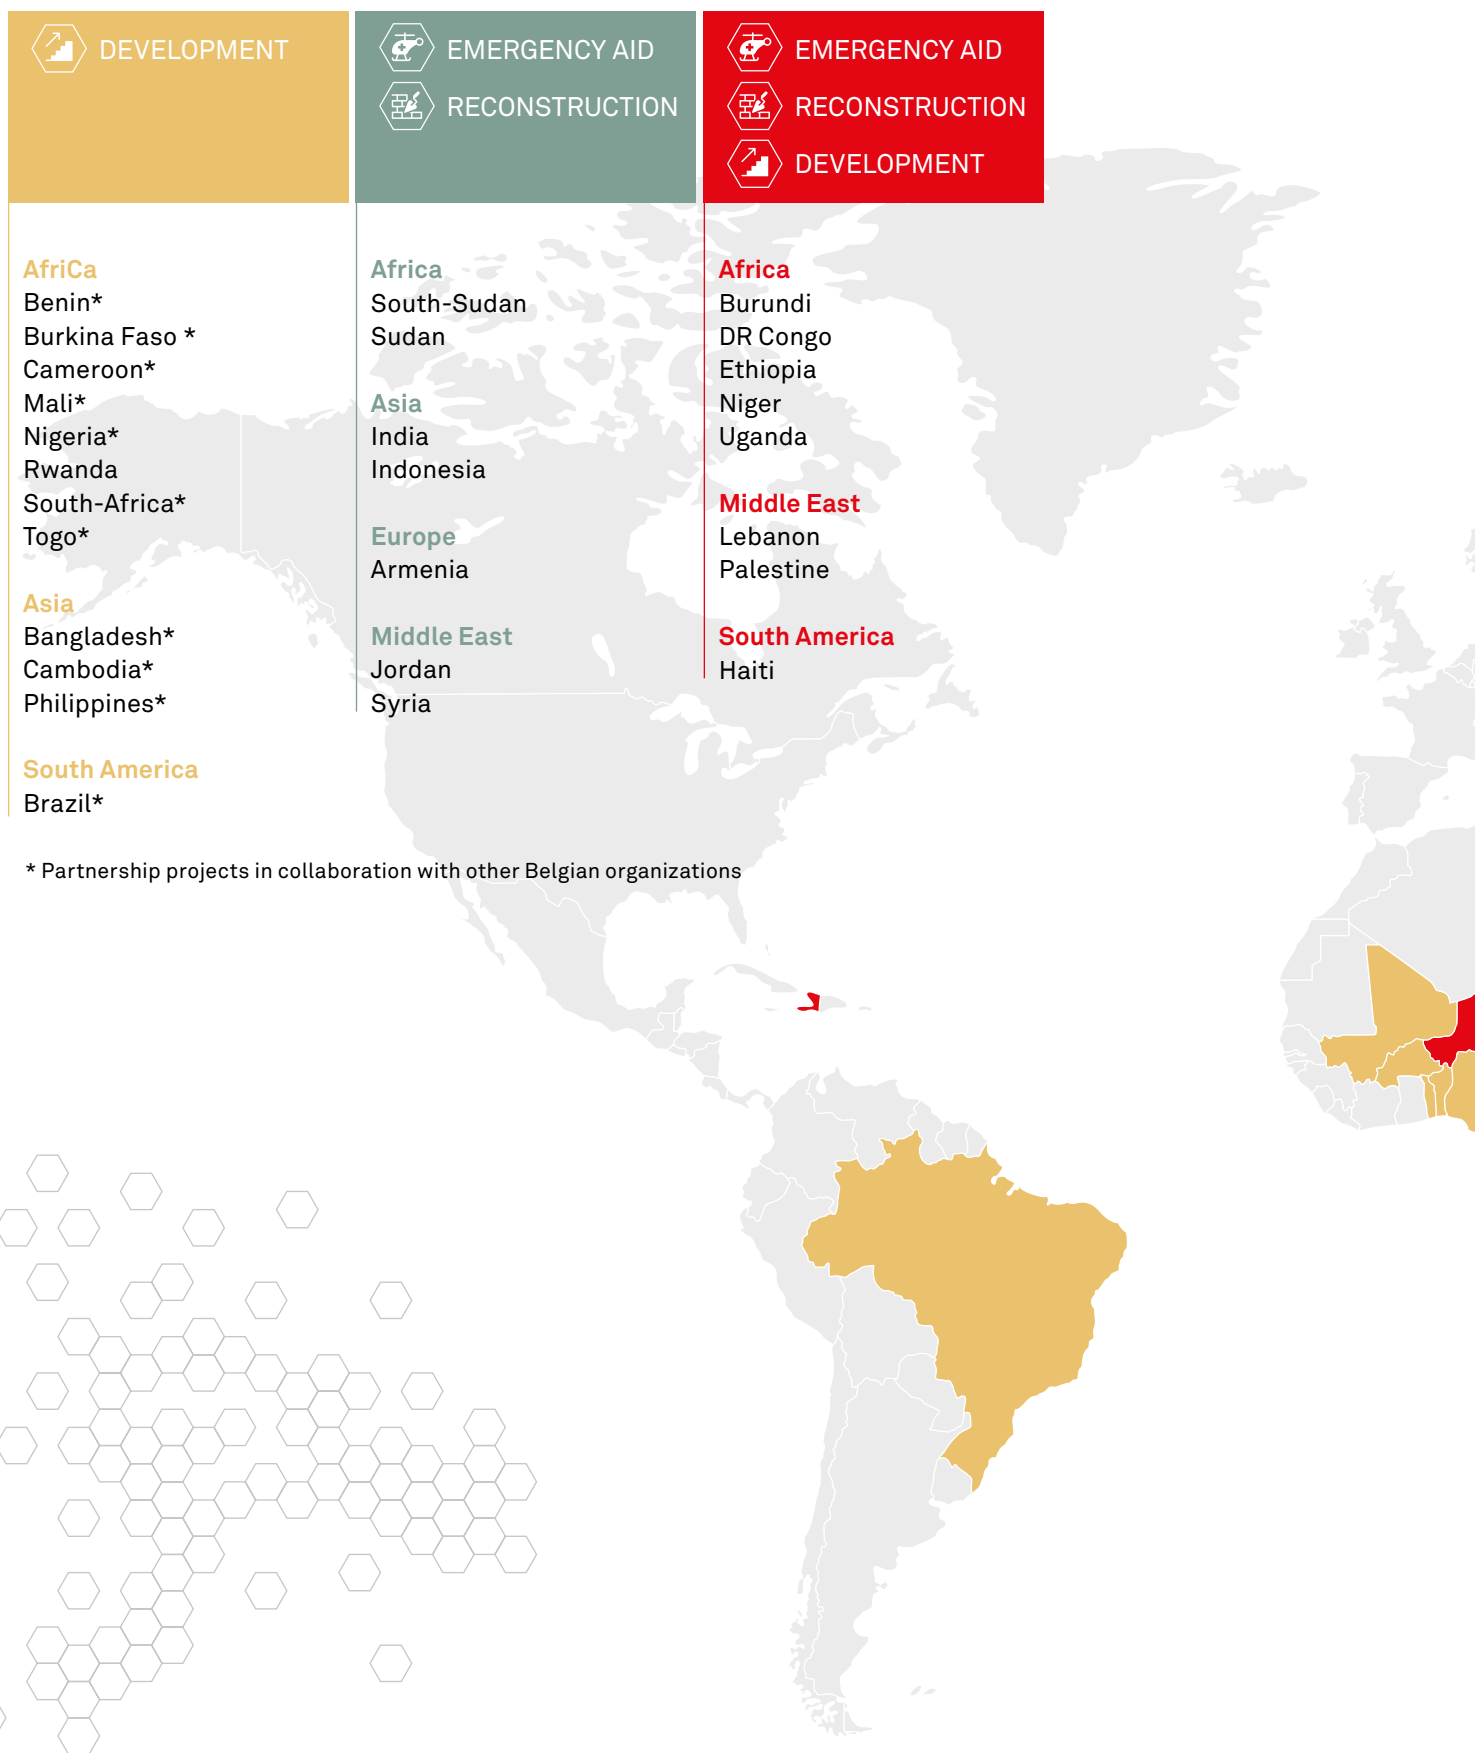 DEVELOPMENT
AfriCa
Benin*
Burkina Faso *
Cameroon*
Mali*
Nigeria*
Rwanda
South-Africa*
Togo*
Asia
Bangladesh*
Cambodia*
Philippines*
South America
Brazil*
EMERGENCY AID
RECONSTRUCTION
Africa
South-Sudan
Sudan
Asia
India
Indonesia
Europe
Armenia
Middle East
Jordan
Syria
EMERGENCY AID
RECONSTRUCTION
DEVELOPMENT
Africa
Burundi
DR Congo
Ethiopia
Niger
Uganda
Middle East
Lebanon
Palestine
South America
Haiti
* Partnership projects in collaboration with other Belgian organizations